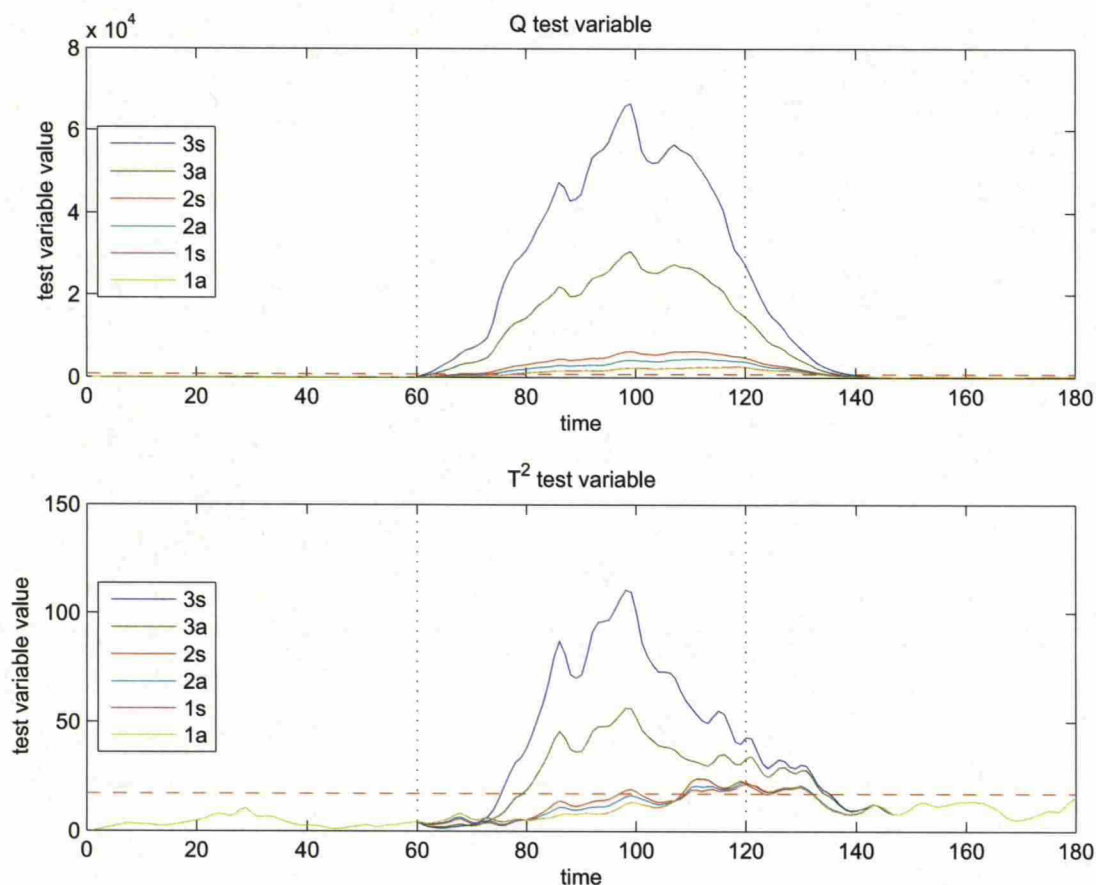 Q test variable
x 10^4
8
6
4
2
0
test variable value
3s
3a
2s
2a
1s
1a
0 20 40 60 80 100 120 140 160 180
time
T^2 test variable
150
100
50
0
test variable value
3s
3a
2s
2a
1s
1a
0 20 40 60 80 100 120 140 160 180
time